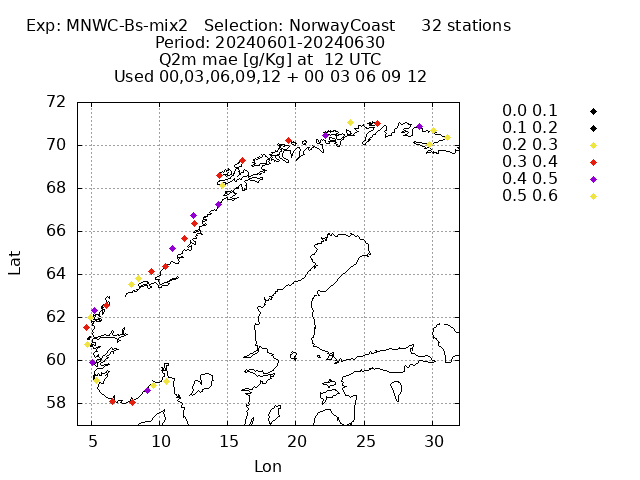 Exp: MNWC-Bs-mix2 Selection: NorwayCoast 32 stations
Period: 20240601-20240630
Q2m mae [g/Kg] at 12 UTC
Used 00,03,06,09,12 + 00 03 06 09 12
72
70
68
66
64
62
60
58
Lat
5 10 15 20 25 30
Lon
0.0 0.1
0.1 0.2
0.2 0.3
0.3 0.4
0.4 0.5
0.5 0.6